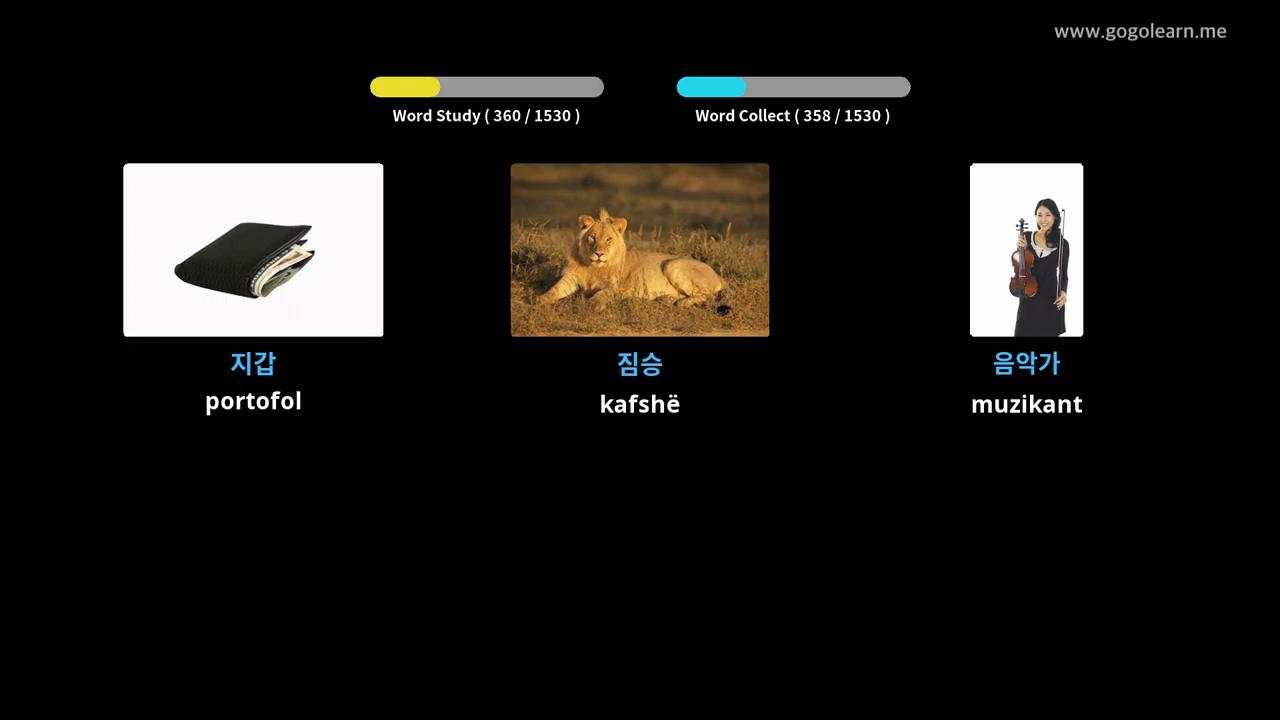 www.gogolearn.me
Word Study ( 360 / 1530 )
Word Collect ( 358 / 1530 )
지갑
portofol
짐승
kafshë
음악가
muzikant